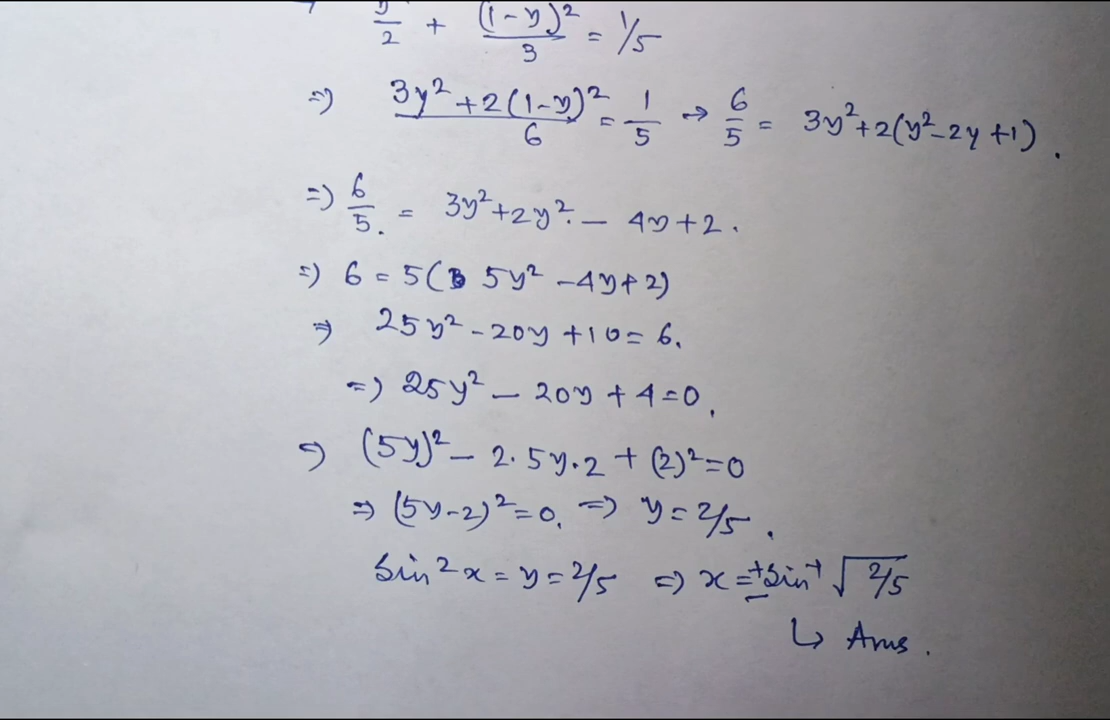 y/2 + (1-y)²/3 = 1/5
=> (3y²+2(1-y)²)/6 = 1/5 → 6/5 = 3y²+2(y²-2y+1).
=> 6/5. = 3y²+2y²-4y+2.
=> 6 = 5(5y²-4y+2)
=> 25y²-20y+10=6.
=> 25y²-20y+4=0.
=> (5y)²-2.5y.2+(2)²=0
=> (5y-2)²=0. => y=2/5.
Sin²x=y=2/5 => x=±Sin⁻¹√2/5
↳ Ans.